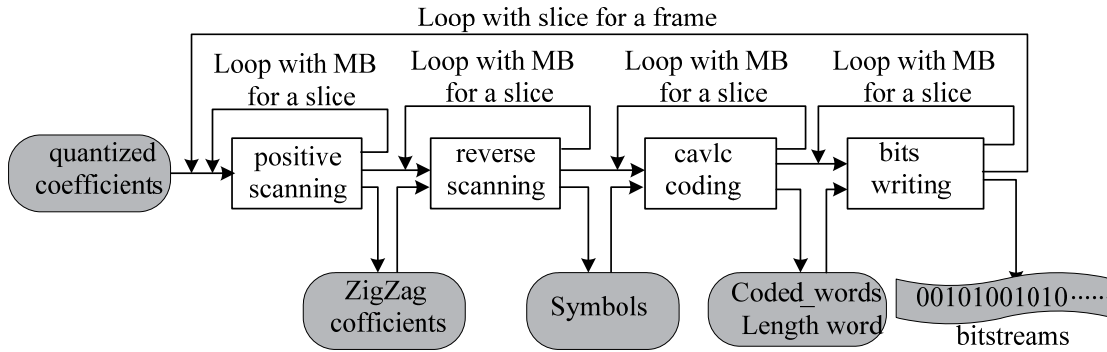 Loop with slice for a frame
Loop with MB
for a slice
Loop with MB
for a slice
Loop with MB
for a slice
Loop with MB
for a slice
quantized
coefficients
positive
scanning
reverse
scanning
cavlc
coding
bits
writing
ZigZag
cofficients
Symbols
Coded_words
Length word
00101001010······
bitstreams